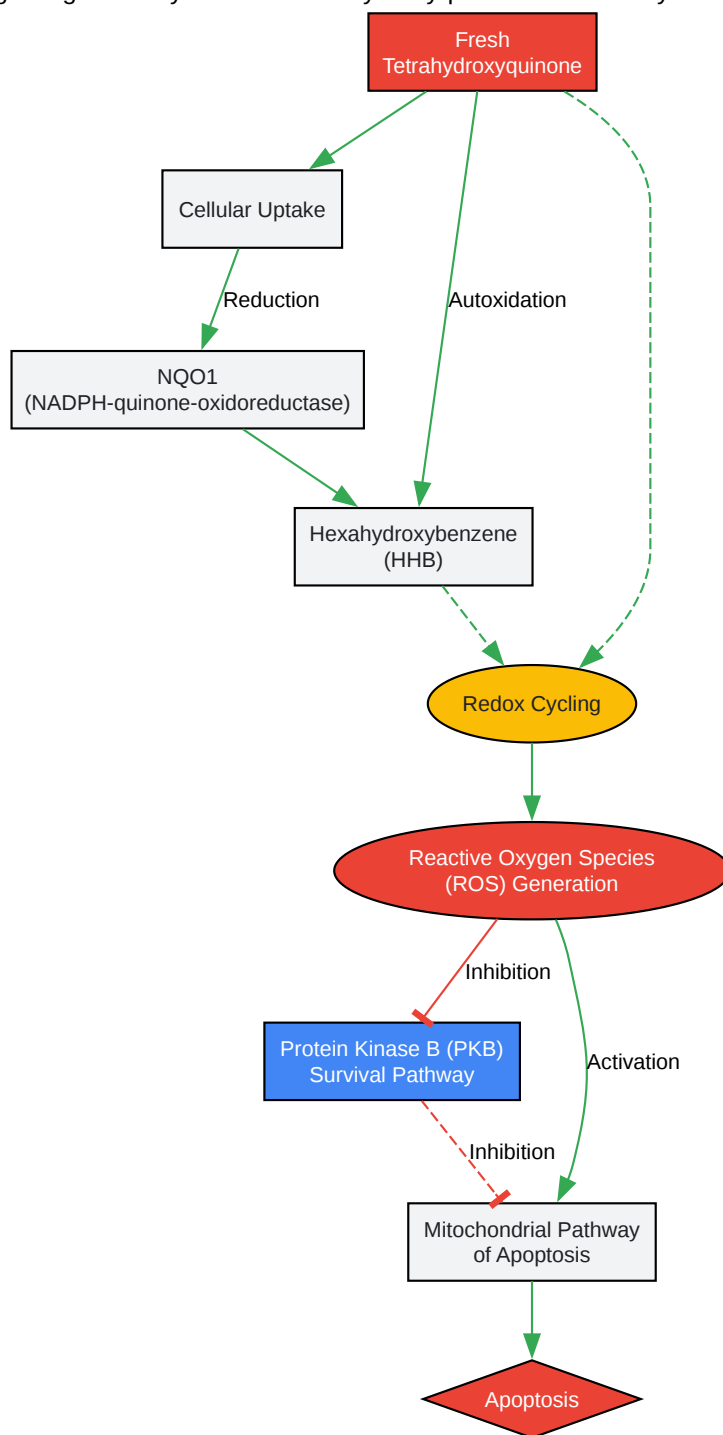 Fresh
Tetrahydroxyquinone
Cellular Uptake
Reduction
Autoxidation
NQO1
(NADPH-quinone-oxidoreductase)
Hexahydroxybenzene
(HHB)
Redox Cycling
Reactive Oxygen Species
(ROS) Generation
Inhibition
Protein Kinase B (PKB)
Survival Pathway
Activation
Inhibition
Mitochondrial Pathway
of Apoptosis
Apoptosis